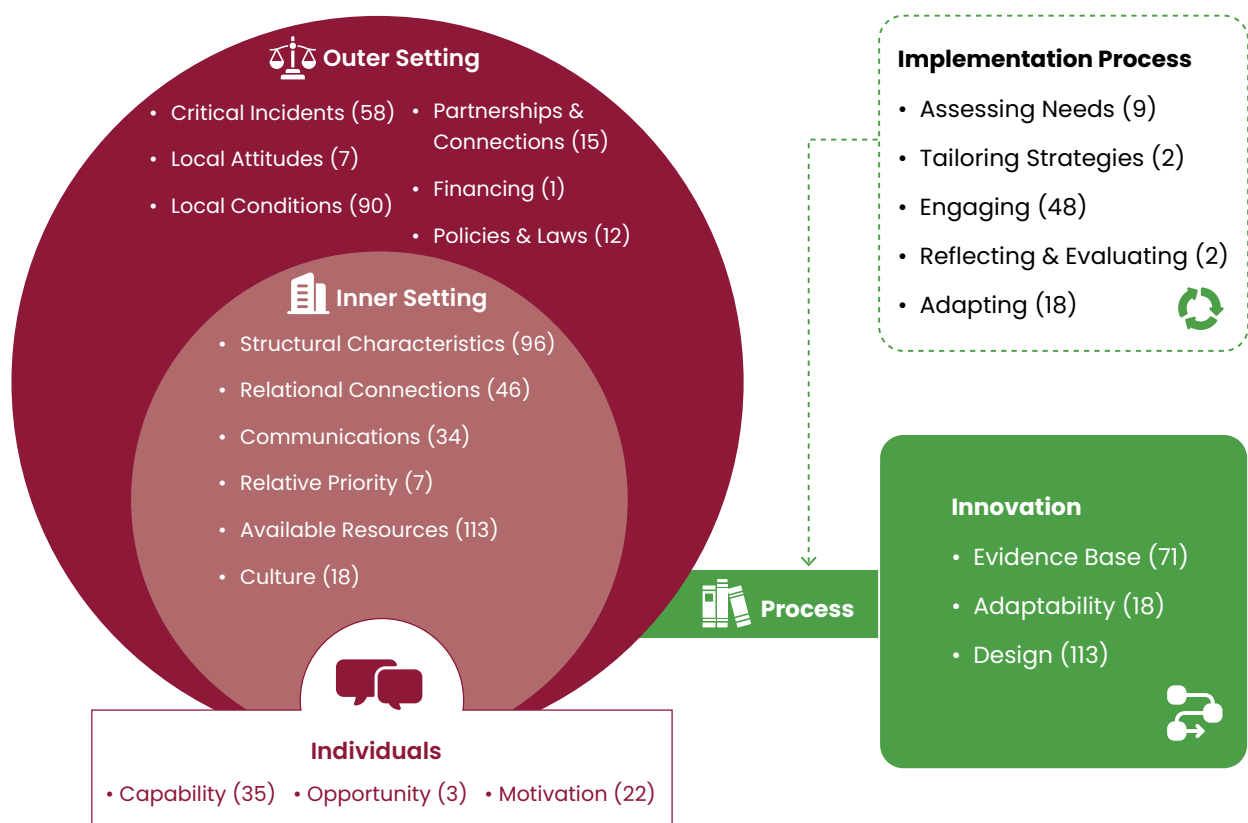 Outer Setting
• Critical Incidents (58)
• Local Attitudes (7)
• Local Conditions (90)
• Partnerships &
Connections (15)
• Financing (1)
• Policies & Laws (12)
Inner Setting
• Structural Characteristics (96)
• Relational Connections (46)
• Communications (34)
• Relative Priority (7)
• Available Resources (113)
• Culture (18)
Individuals
• Capability (35) • Opportunity (3) • Motivation (22)
Implementation Process
• Assessing Needs (9)
• Tailoring Strategies (2)
• Engaging (48)
• Reflecting & Evaluating (2)
• Adapting (18)
Process
Innovation
• Evidence Base (71)
• Adaptability (18)
• Design (113)